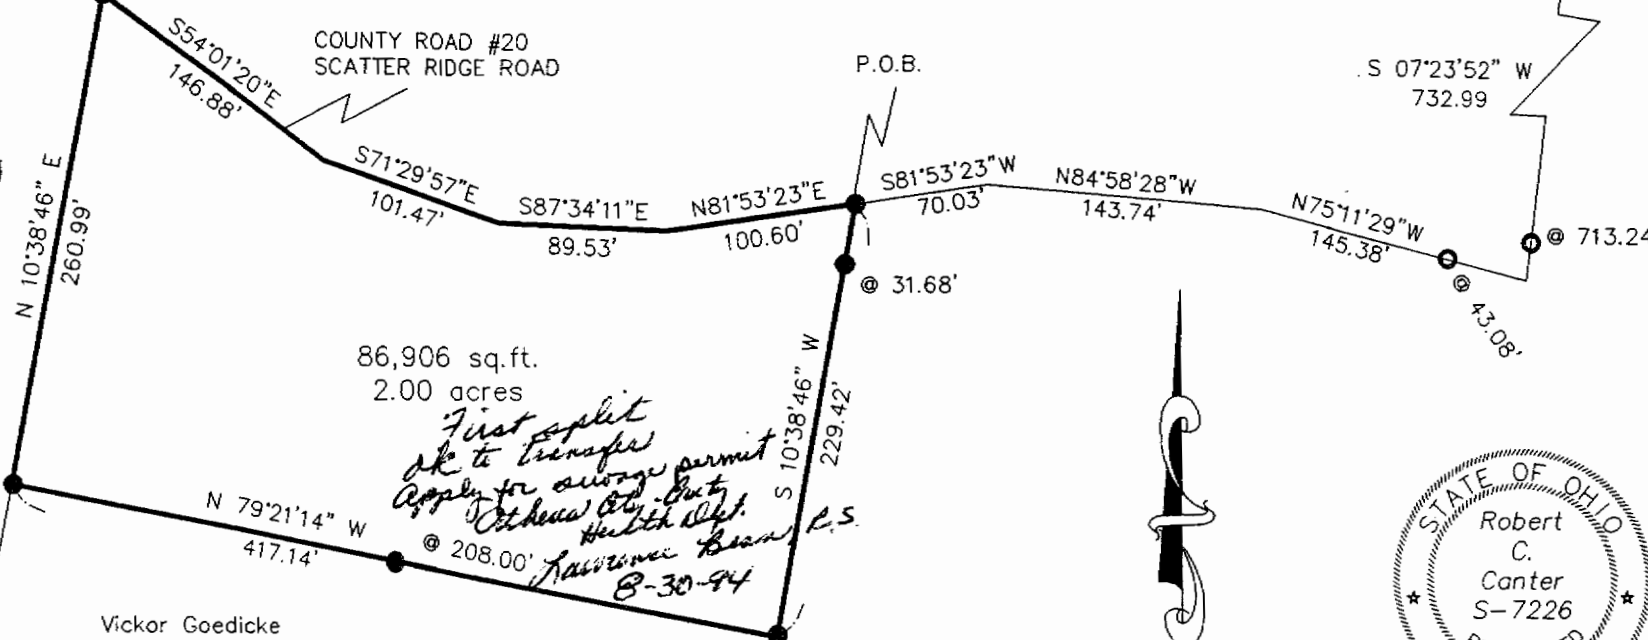 S54°01'20"E
146.88'
COUNTY ROAD #20
SCATTER RIDGE ROAD
P.O.B.
S 07°23'52" W
732.99
N 10°38'46" E
260.99'
S71°29'57"E
101.47'
S87°34'11"E
89.53'
N81°53'23"E
100.60'
S81°53'23"W
70.03'
N84°58'28"W
143.74'
N75°11'29"W
145.38'
@ 713.24
@ 43.08'
@ 31.68'
86,906 sq.ft.
2.00 acres
First split
ok to Transfer
Apply for sewage permit
Health Dept.
Lawrence Bean, R.S.
8-30-94
S 10°38'46" W
229.42'
N 79°21'14" W
417.14'
@ 208.00'
Vickor Goedicke
STATE OF OHIO
Robert
C.
Canter
S-7226